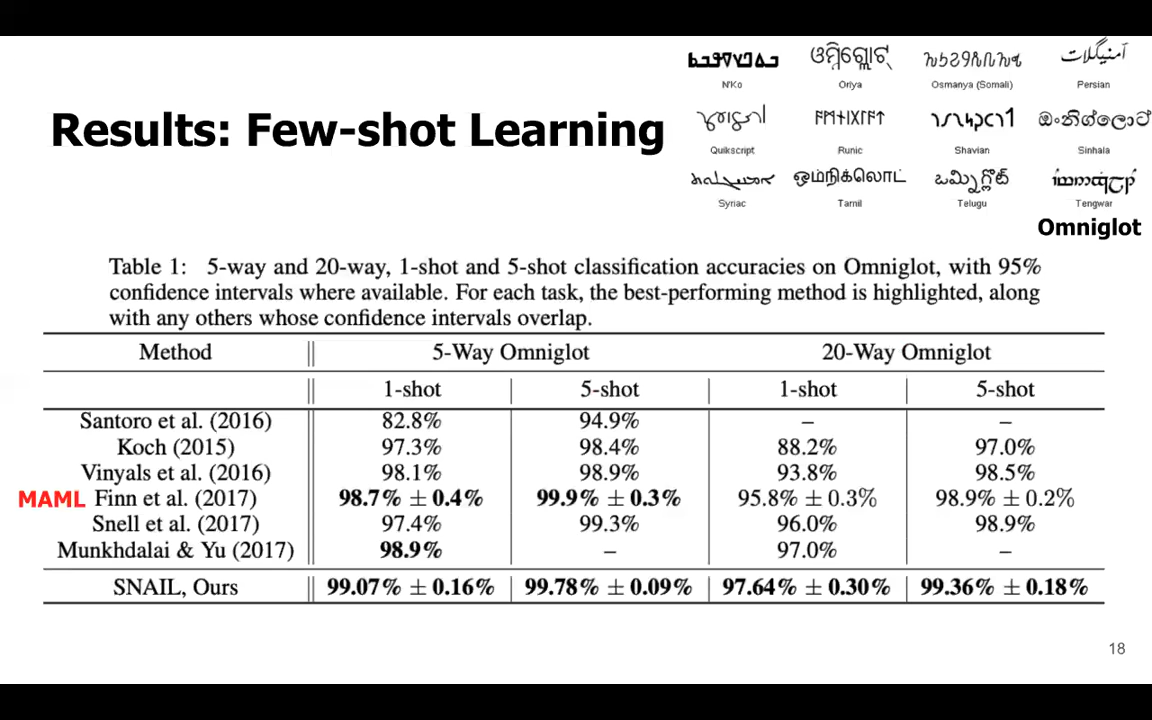 Results: Few-shot Learning
N'Ko
Oriya
Osmanya (Somali)
Persian
Quikscript
Runic
Shavian
Sinhala
ඔංනිග්ලොට්
ஒம்நிக்லொட்
Syriac
Tamil
Telugu
Tengwar
Omniglot
Table 1: 5-way and 20-way, 1-shot and 5-shot classification accuracies on Omniglot, with 95%
confidence intervals where available. For each task, the best-performing method is highlighted, along
with any others whose confidence intervals overlap.
Method 5-Way Omniglot 20-Way Omniglot
1-shot 5-shot 1-shot 5-shot
Santoro et al. (2016) 82.8% 94.9% – –
Koch (2015) 97.3% 98.4% 88.2% 97.0%
Vinyals et al. (2016) 98.1% 98.9% 93.8% 98.5%
MAML Finn et al. (2017) 98.7% ± 0.4% 99.9% ± 0.3% 95.8% ± 0.3% 98.9% ± 0.2%
Snell et al. (2017) 97.4% 99.3% 96.0% 98.9%
Munkhdalai & Yu (2017) 98.9% – 97.0% –
SNAIL, Ours 99.07% ± 0.16% 99.78% ± 0.09% 97.64% ± 0.30% 99.36% ± 0.18%
18